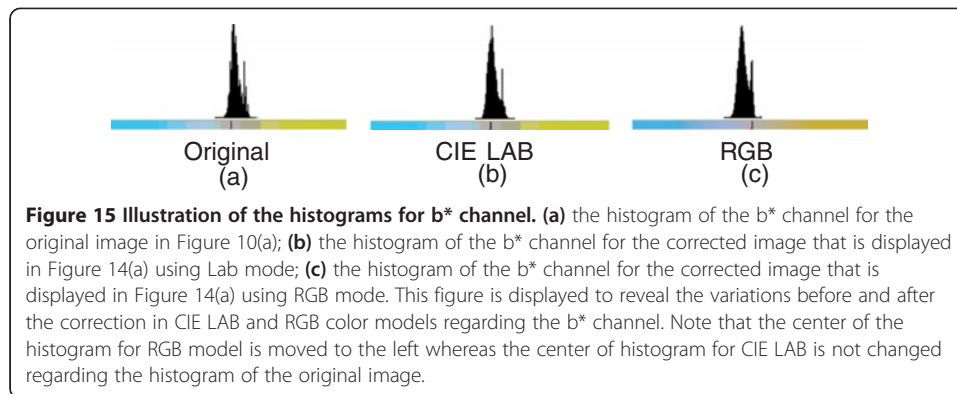 Original CIE LAB RGB
(a) (b) (c)
Figure 15 Illustration of the histograms for b* channel. (a) the histogram of the b* channel for the
original image in Figure 10(a); (b) the histogram of the b* channel for the corrected image that is displayed
in Figure 14(a) using Lab mode; (c) the histogram of the b* channel for the corrected image that is
displayed in Figure 14(a) using RGB mode. This figure is displayed to reveal the variations before and after
the correction in CIE LAB and RGB color models regarding the b* channel. Note that the center of the
histogram for RGB model is moved to the left whereas the center of histogram for CIE LAB is not changed
regarding the histogram of the original image.